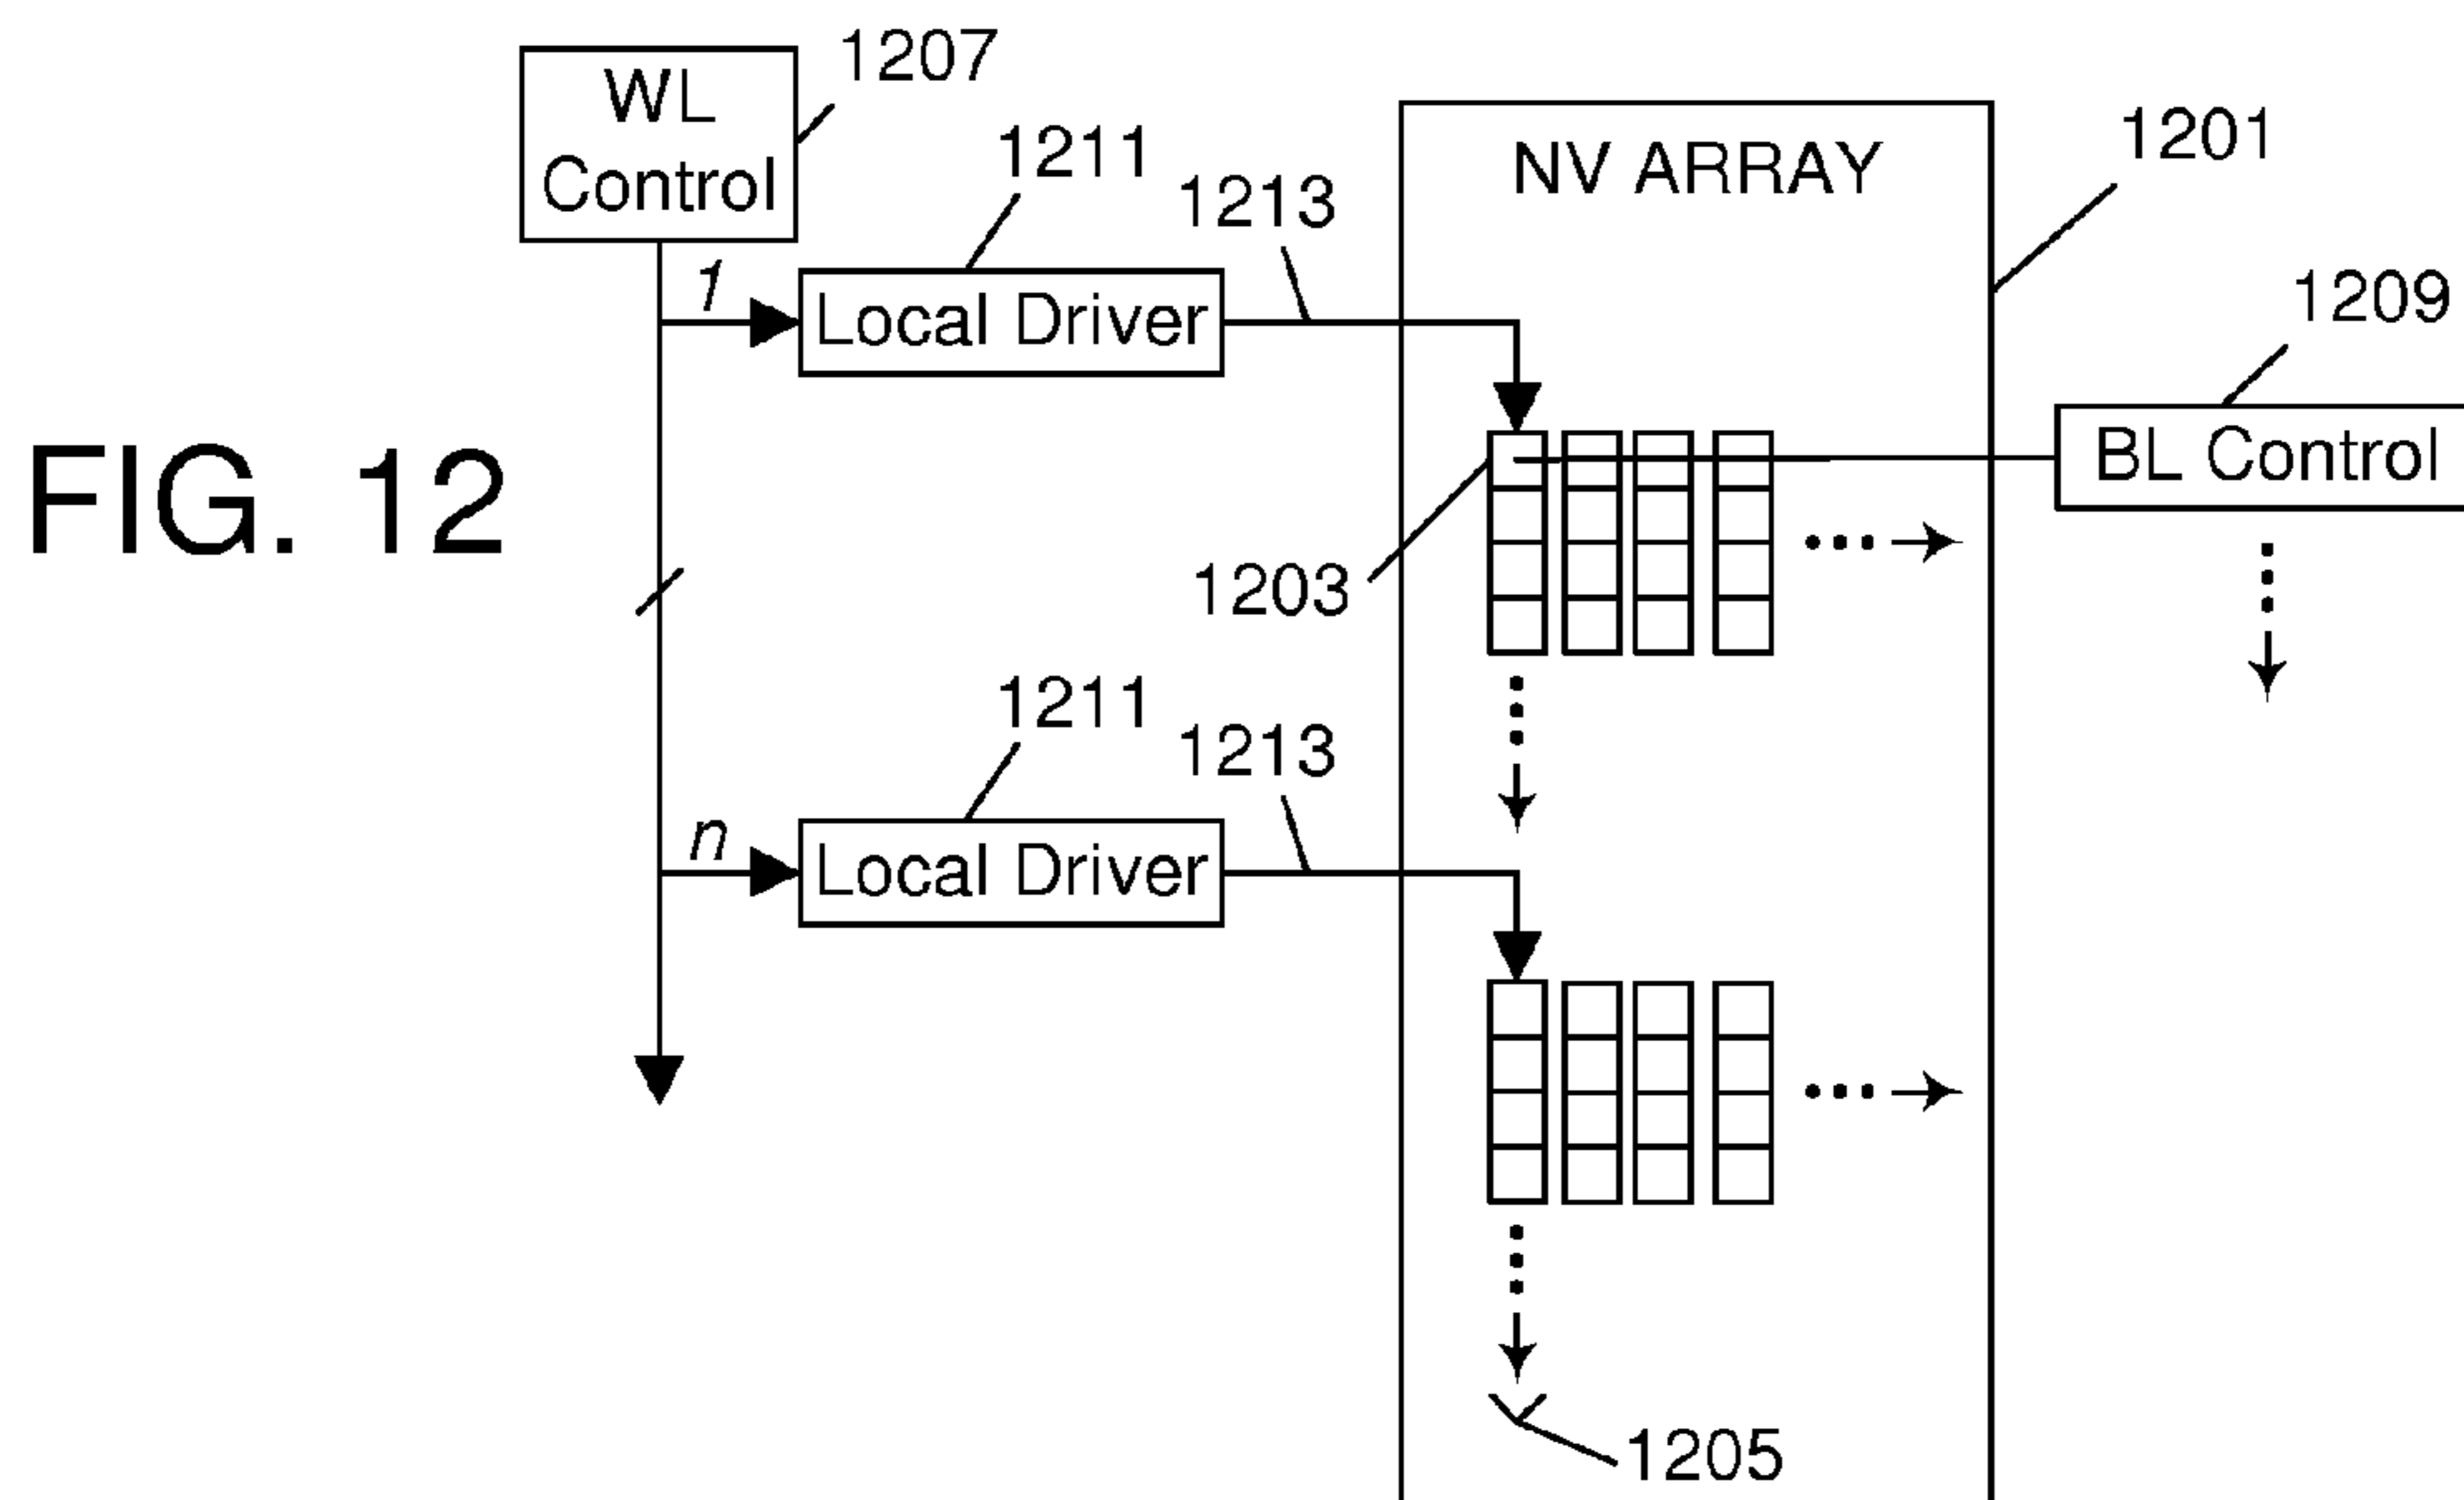 1207
WL
Control
1211
1213
NV ARRAY
1201
1
Local Driver
1209
BL Control
FIG. 12
1203
1211
1213
n
Local Driver
1205